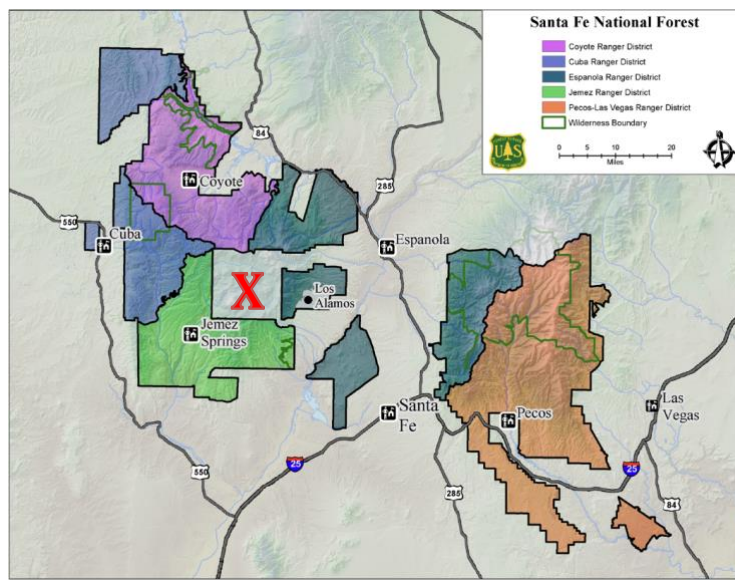 Santa Fe National Forest
Coyote Ranger District
Cuba Ranger District
Espanola Ranger District
Jemez Ranger District
Pecos-Las Vegas Ranger District
Wilderness Boundary
US
0 5 10 20
Miles
84
285
Coyote
550
Cuba
Espanola
X
Los
Alamos
Jemez
Springs
Santa
Fe
Pecos
Las
Vegas
550
25
285
25
84